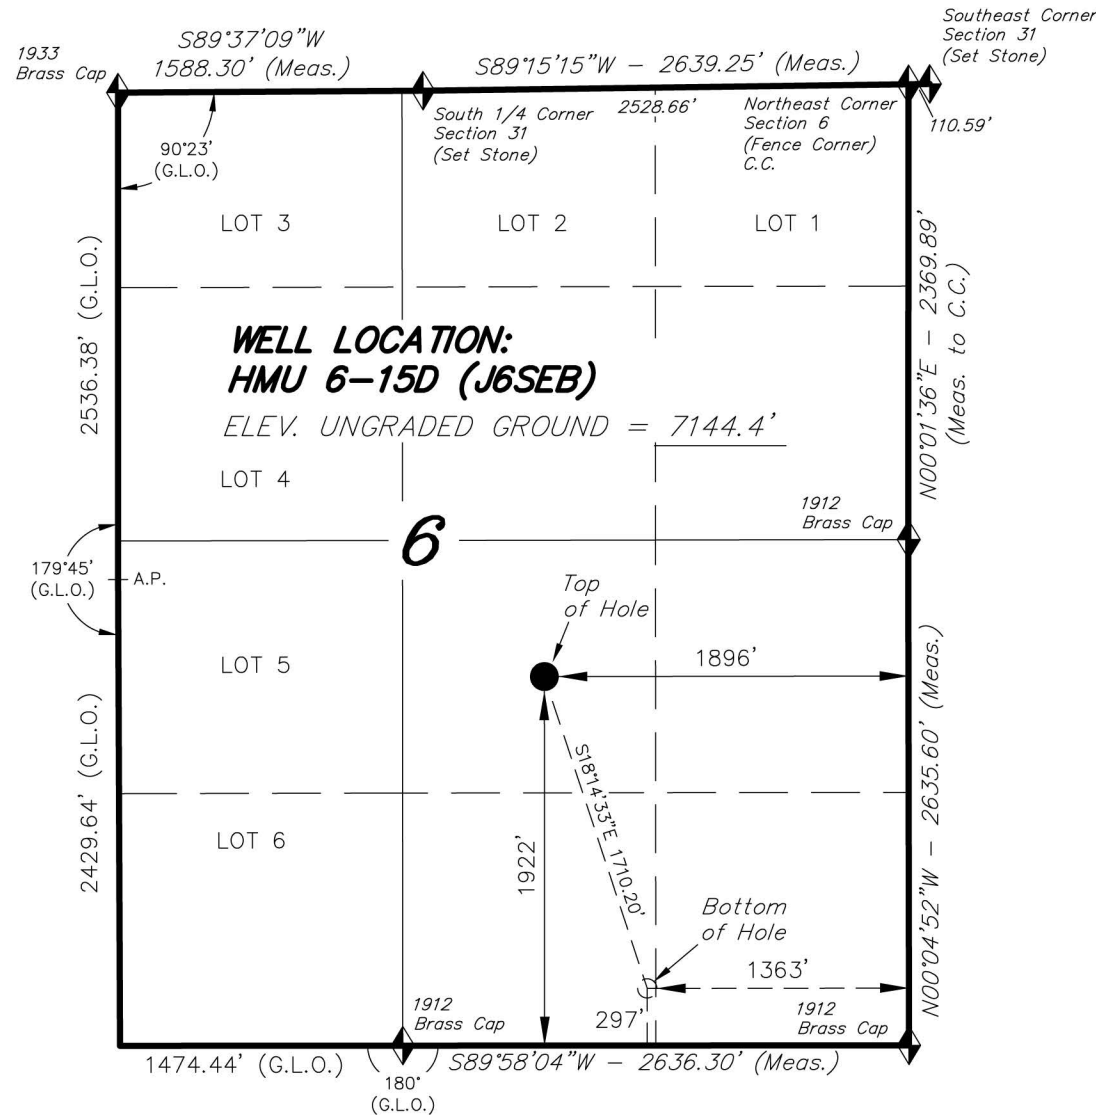 Southeast Corner
Section 31
(Set Stone)
1933
Brass Cap
S89°37'09"W
1588.30' (Meas.)
S89°15'15"W – 2639.25' (Meas.)
South 1/4 Corner
Section 31
(Set Stone)
2528.66'
Northeast Corner
Section 6
(Fence Corner)
C.C.
110.59'
90°23'
(G.L.O.)
LOT 3
LOT 2
LOT 1
2536.38' (G.L.O.)
N00°01'36"E – 2369.89'
(Meas. to C.C.)
WELL LOCATION:
HMU 6–15D (J6SEB)
ELEV. UNGRADED GROUND = 7144.4'
LOT 4
1912
Brass Cap
6
179°45'
(G.L.O.)
A.P.
Top
of Hole
LOT 5
1896'
2429.64' (G.L.O.)
N00°04'52"W – 2635.60' (Meas.)
S18°14'33"E 1710.20'
LOT 6
1922'
Bottom
of Hole
1363'
297'
1912
Brass Cap
1912
Brass Cap
1474.44' (G.L.O.)
S89°58'04"W – 2636.30' (Meas.)
180°
(G.L.O.)